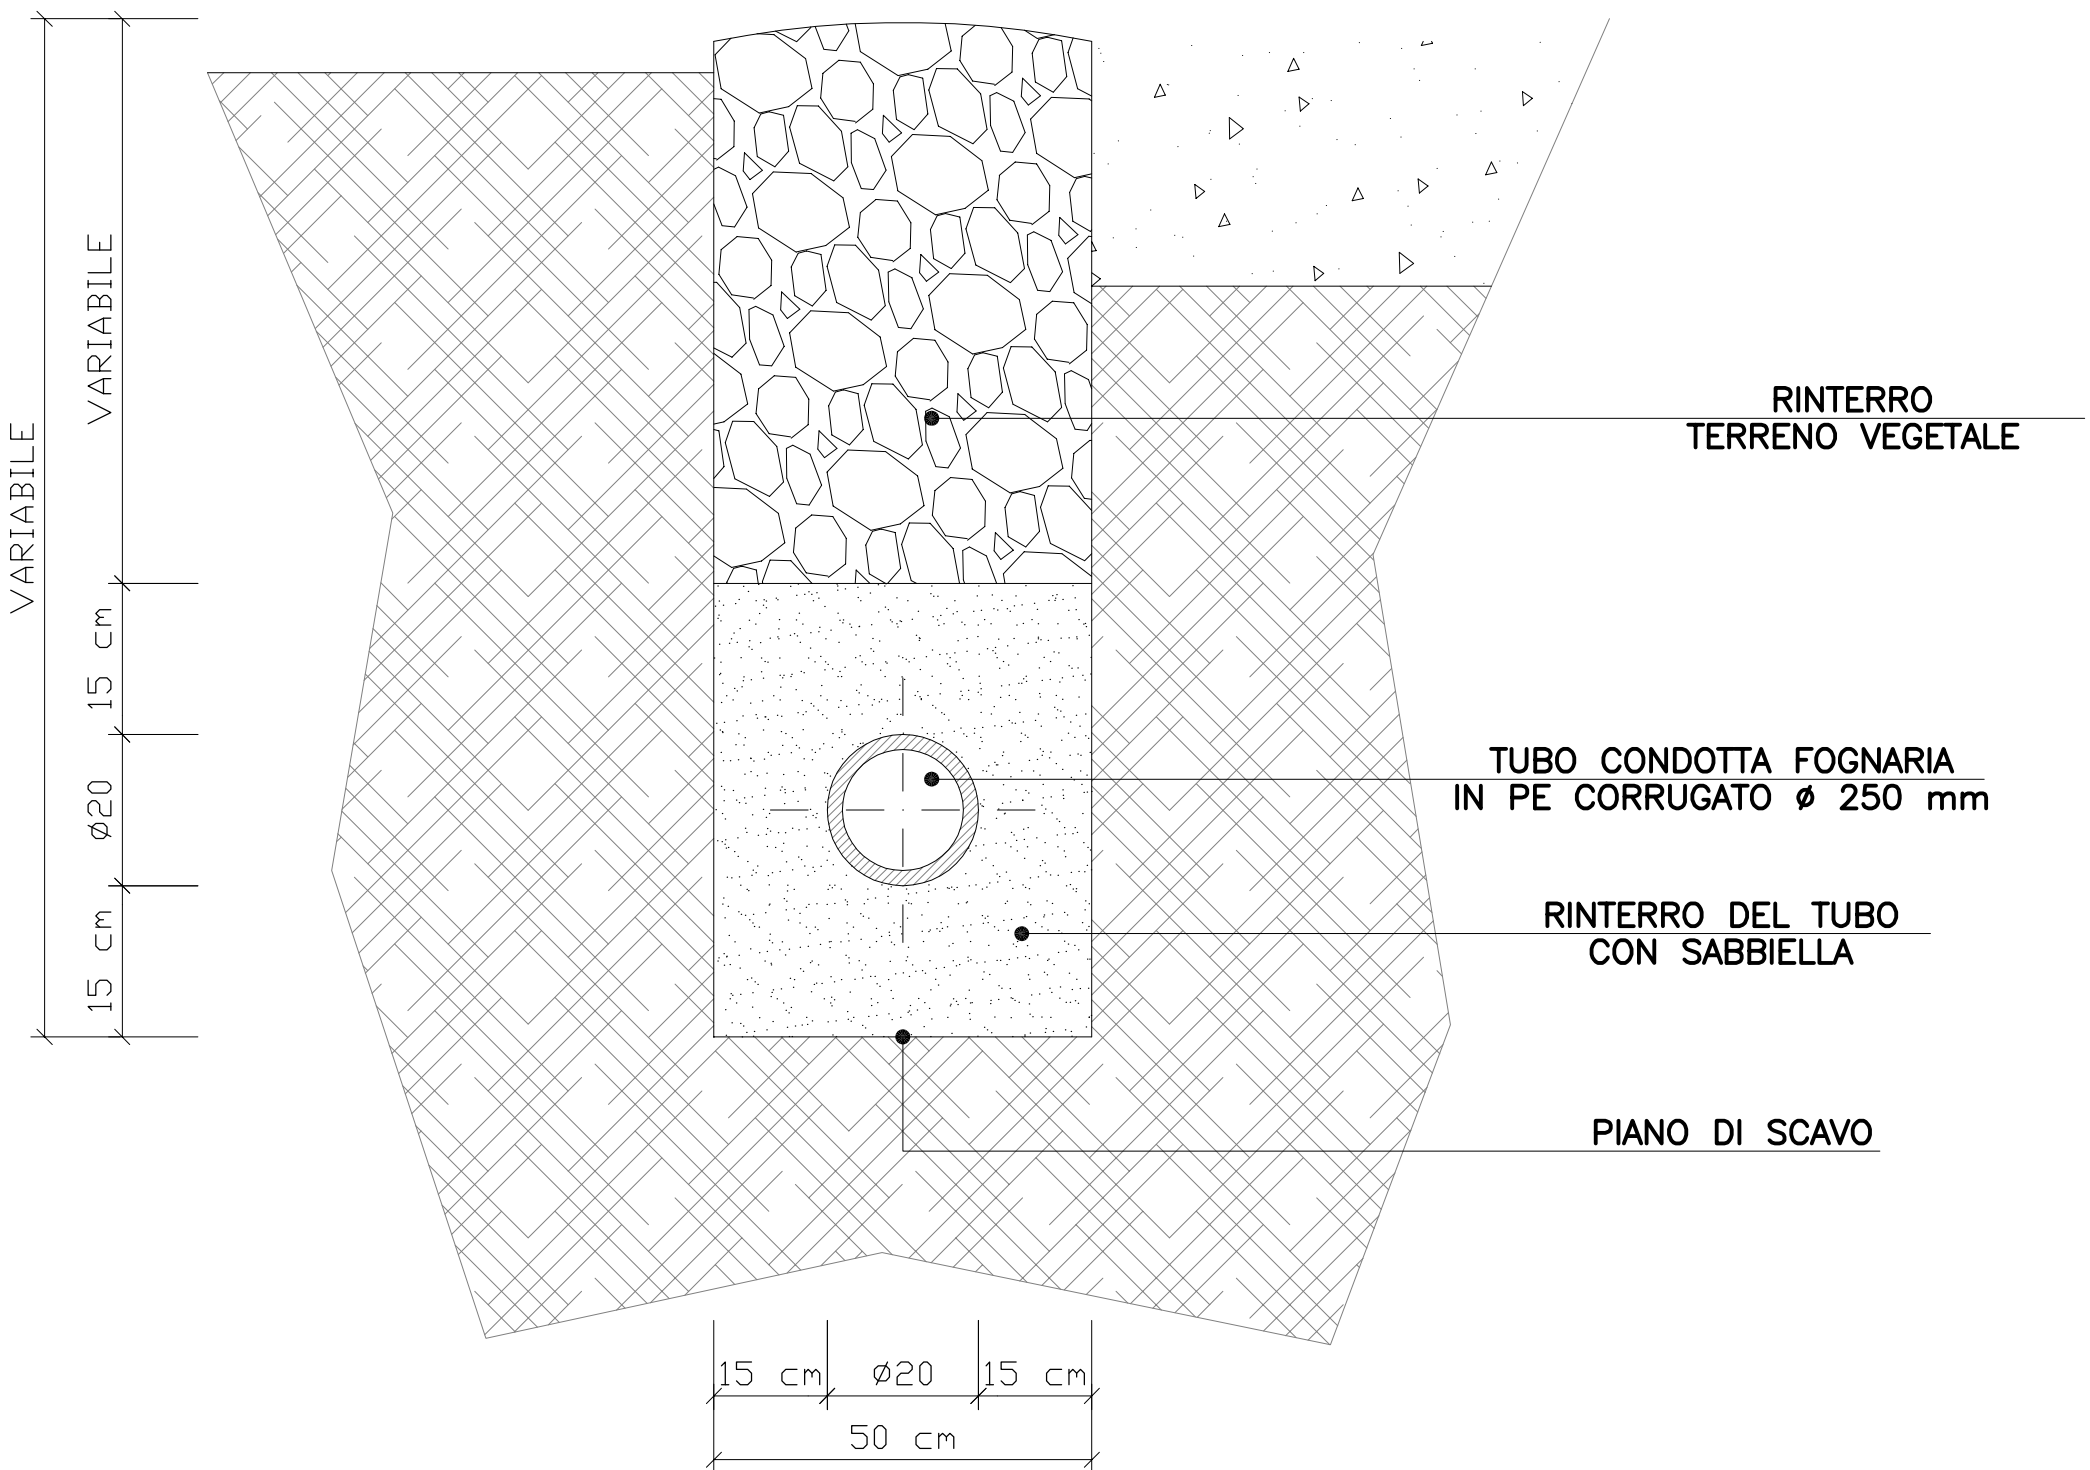 VARIABILE
VARIABILE
15 cm
ø20
15 cm
RINTERRO
TERRENO VEGETALE
TUBO CONDOTTA FOGNARIA
IN PE CORRUGATO ø 250 mm
RINTERRO DEL TUBO
CON SABBIELLA
PIANO DI SCAVO
15 cm ø20 15 cm
50 cm